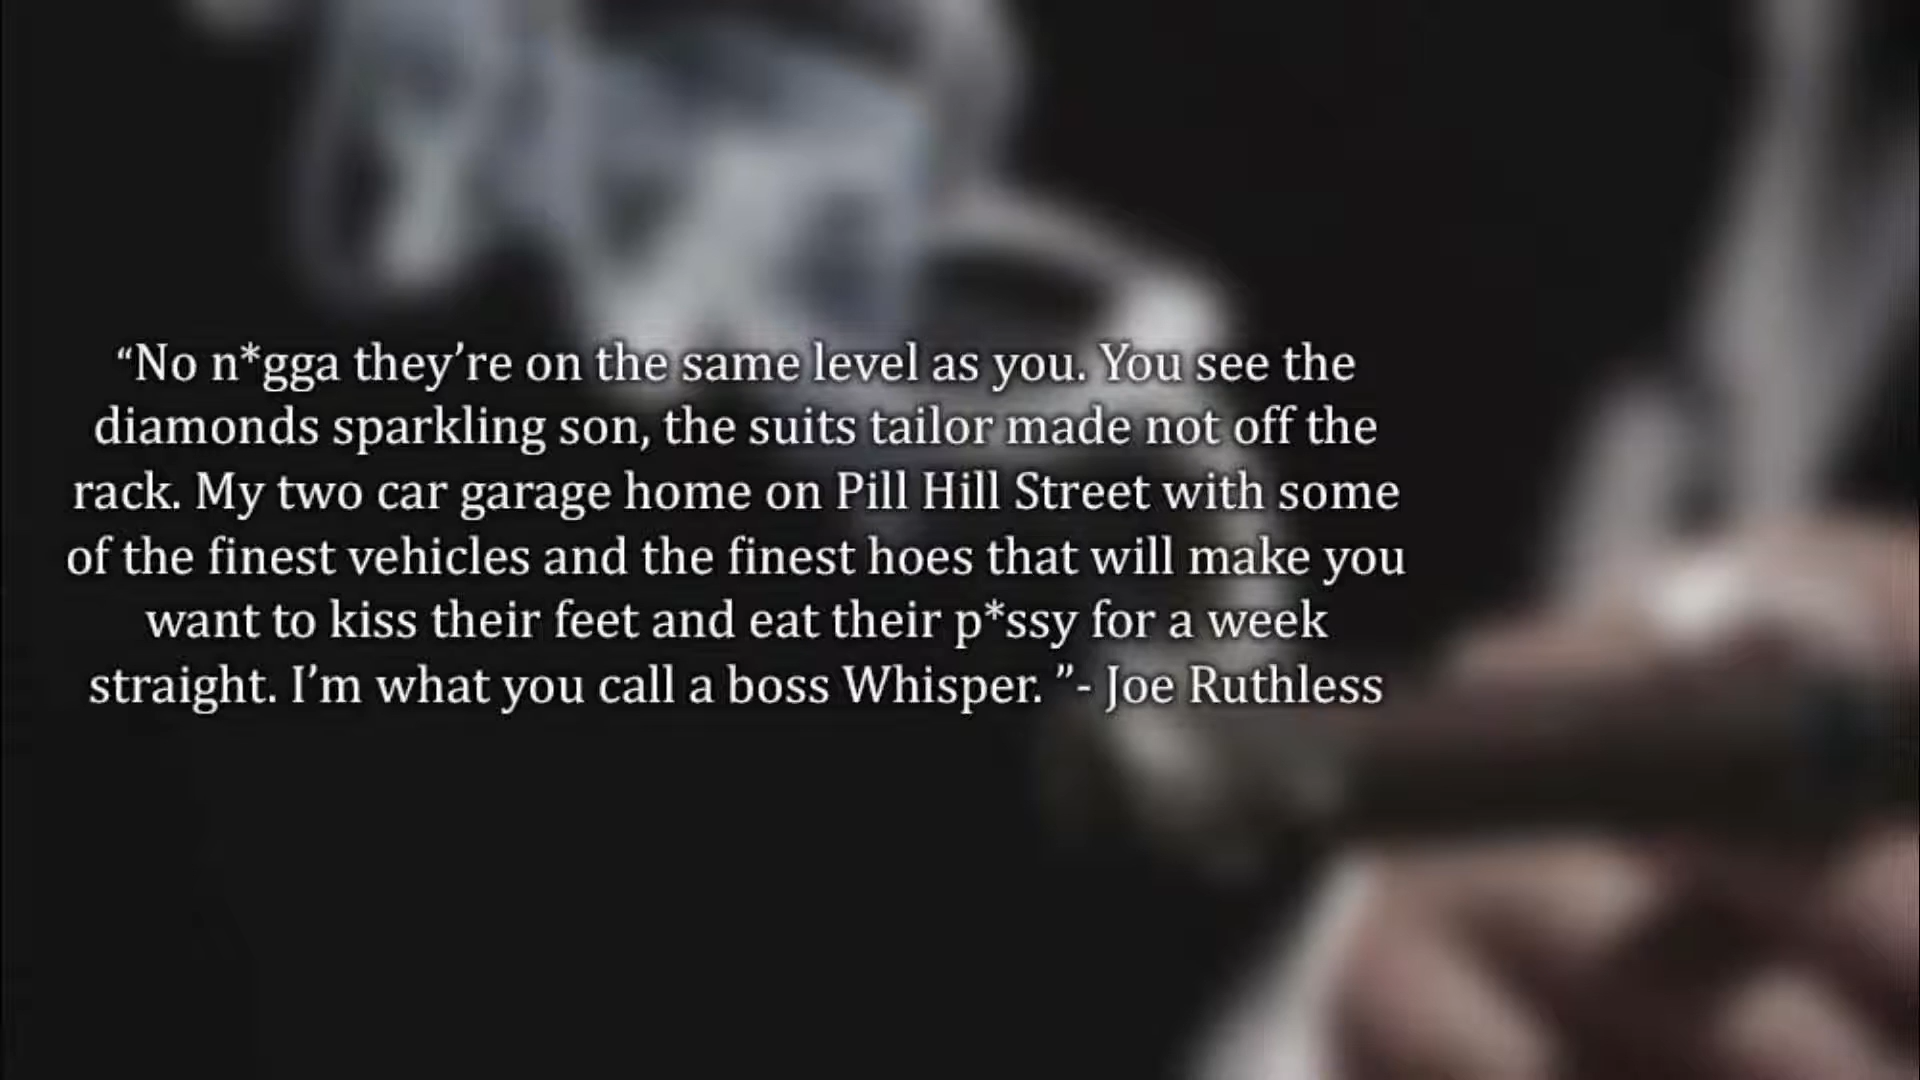 “No n*gga they’re on the same level as you. You see the
diamonds sparkling son, the suits tailor made not off the
rack. My two car garage home on Pill Hill Street with some
of the finest vehicles and the finest hoes that will make you
want to kiss their feet and eat their p*ssy for a week
straight. I’m what you call a boss Whisper. ”- Joe Ruthless